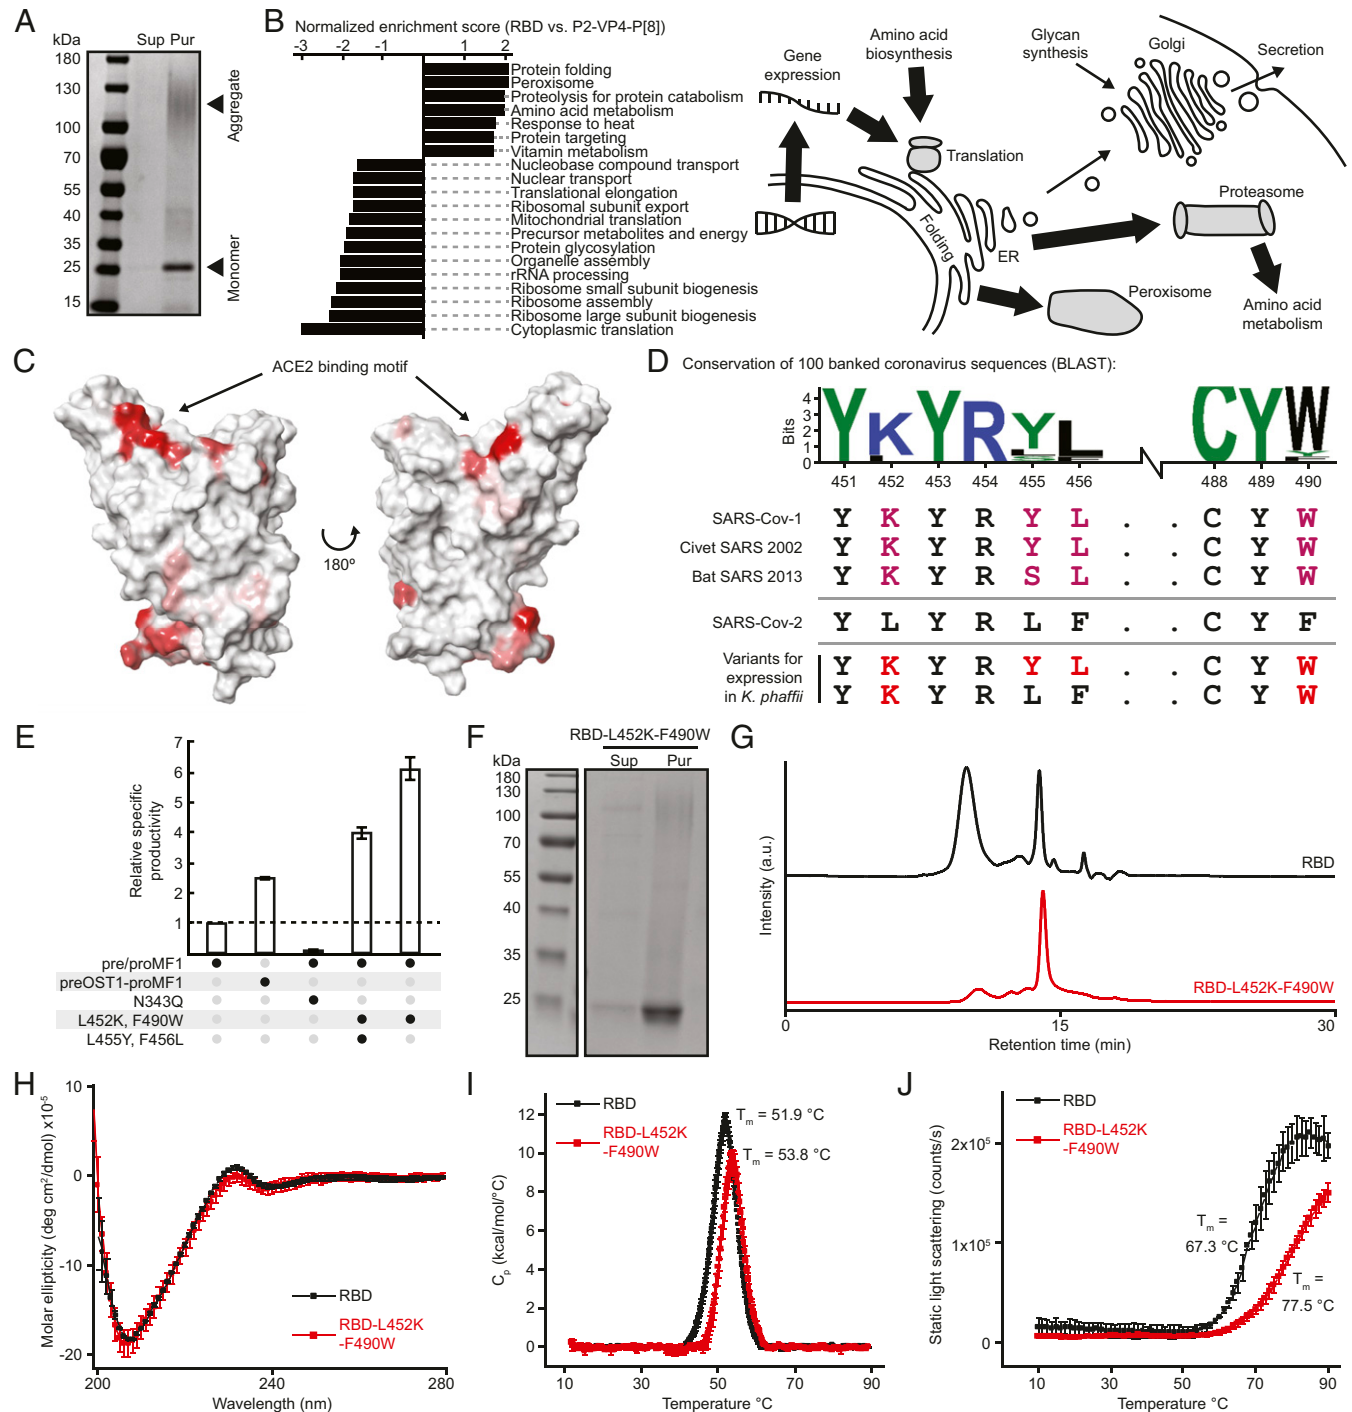 A
kDa
Sup Pur
180
130
100
70
55
40
35
25
15
Aggregate
Monomer
B
Normalized enrichment score (RBD vs. P2-VP4-P[8])
-3 -2 -1 1 2
Protein folding
Peroxisome
Proteolysis for protein catabolism
Amino acid metabolism
Response to heat
Protein targeting
Vitamin metabolism
Nucleobase compound transport
Nuclear transport
Translational elongation
Ribosomal subunit export
Mitochondrial translation
Precursor metabolites and energy
Protein glycosylation
Organelle assembly
rRNA processing
Ribosome small subunit biogenesis
Ribosome assembly
Ribosome large subunit biogenesis
Cytoplasmic translation
Gene
expression
Amino acid
biosynthesis
Glycan
synthesis
Golgi
Secretion
Translation
Folding
ER
Proteasome
Peroxisome
Amino acid
metabolism
C
ACE2 binding motif
180º
D
Conservation of 100 banked coronavirus sequences (BLAST):
Bits
4
3
2
1
0
Y K Y R Y L C Y W
451 452 453 454 455 456 488 489 490
SARS-Cov-1 Y K Y R Y L . . C Y W
Civet SARS 2002 Y K Y R Y L . . C Y W
Bat SARS 2013 Y K Y R S L . . C Y W
SARS-Cov-2 Y L Y R L F . . C Y F
Variants for
expression
in K. phaffii
Y K Y R Y L . . C Y W
Y K Y R L F . . C Y W
E
Relative specific
productivity
7
6
5
4
3
2
1
pre/proMF1
preOST1-proMF1
N343Q
L452K, F490W
L455Y, F456L
F
RBD-L452K-F490W
kDa
Sup Pur
180
130
100
70
55
40
35
25
G
Intensity (a.u.)
RBD
RBD-L452K-F490W
0 15 30
Retention time (min)
H
Molar ellipticity (deg cm²/dmol) x10⁻⁵
10
0
-10
-20
RBD
RBD-L452K
-F490W
200 240 280
Wavelength (nm)
I
RBD
RBD-L452K
-F490W
Tm = 51.9 °C
Tm = 53.8 °C
Cp (kcal/mol/°C)
12
10
8
6
4
2
0
10 30 50 70 90
Temperature °C
J
RBD
RBD-L452K
-F490W
Static light scattering (counts/s)
2x10⁵
1x10⁵
0
Tm =
67.3 °C
Tm =
77.5 °C
10 30 50 70 90
Temperature °C